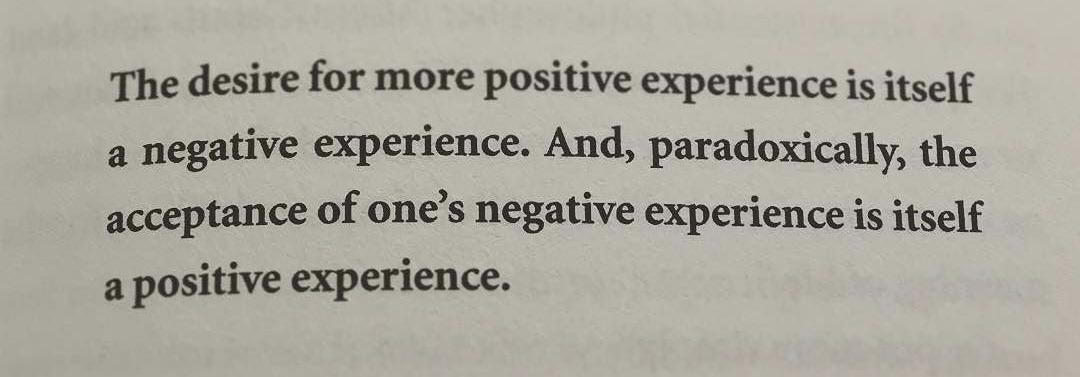 The desire for more positive experience is itself
a negative experience. And, paradoxically, the
acceptance of one’s negative experience is itself
a positive experience.